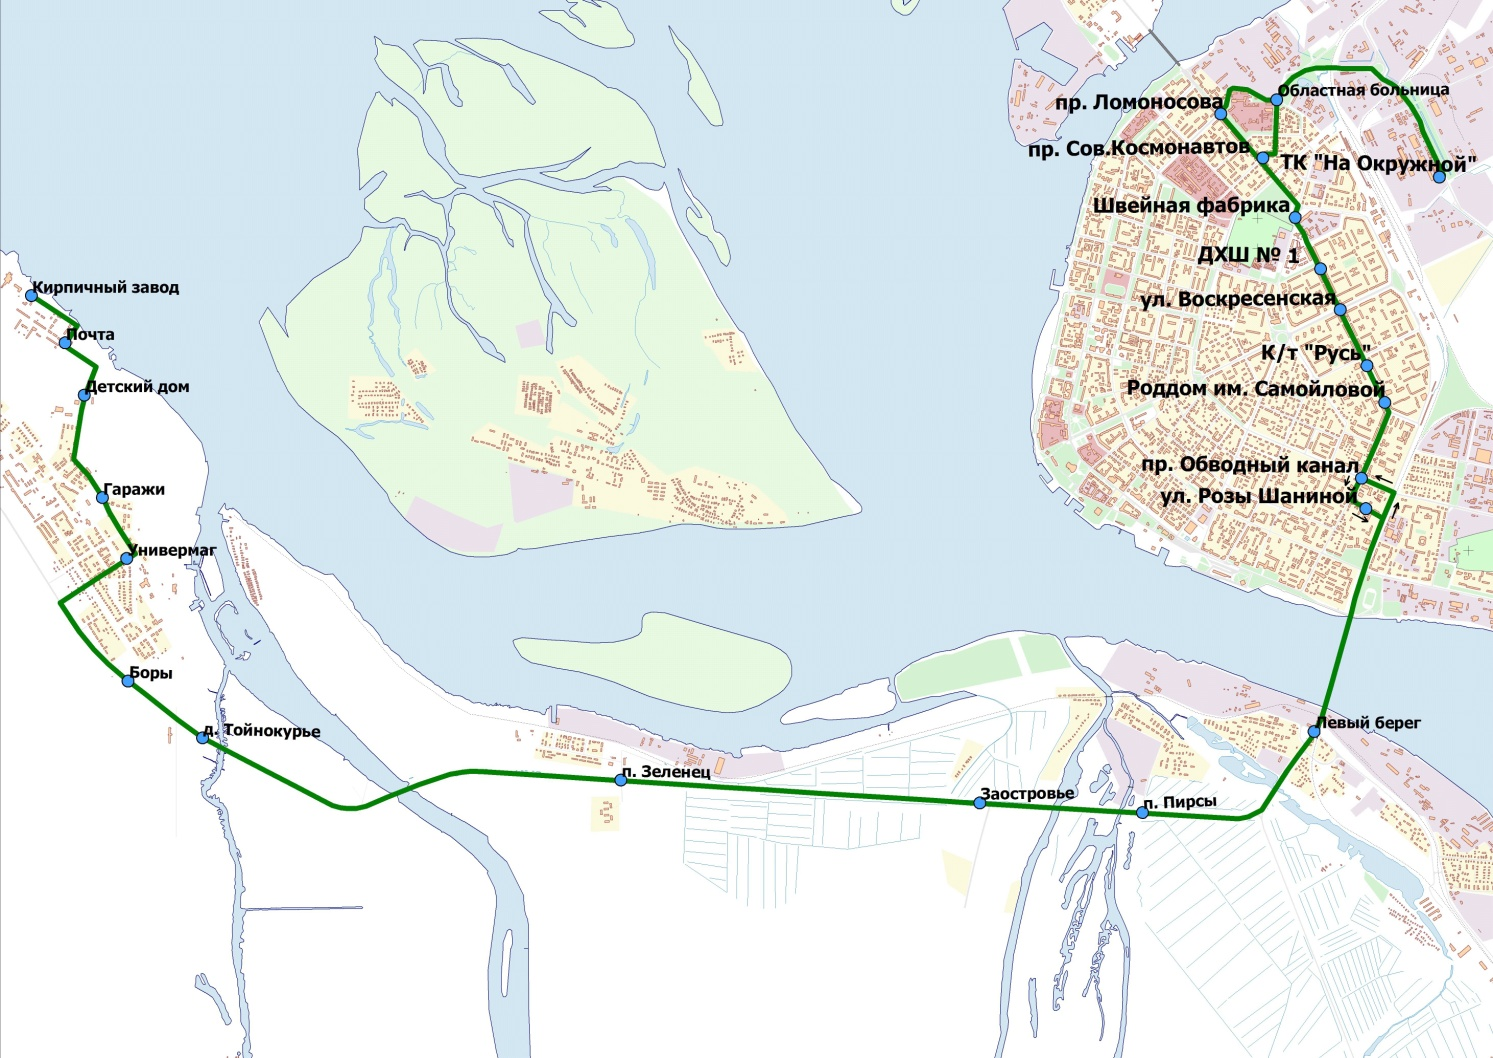 Областная больница
пр. Ломоносова
пр. Сов.Космонавтов
ТК "На Окружной"
Швейная фабрика
ДХШ № 1
Кирпичный завод
ул. Воскресенская
Почта
К/т "Русь"
Детский дом
Роддом им. Самойловой
пр. Обводный канал
Гаражи
ул. Розы Шаниной
Универмаг
Боры
Левый берег
д. Тойнокурье
п. Зеленец
Заостровье
п. Пирсы